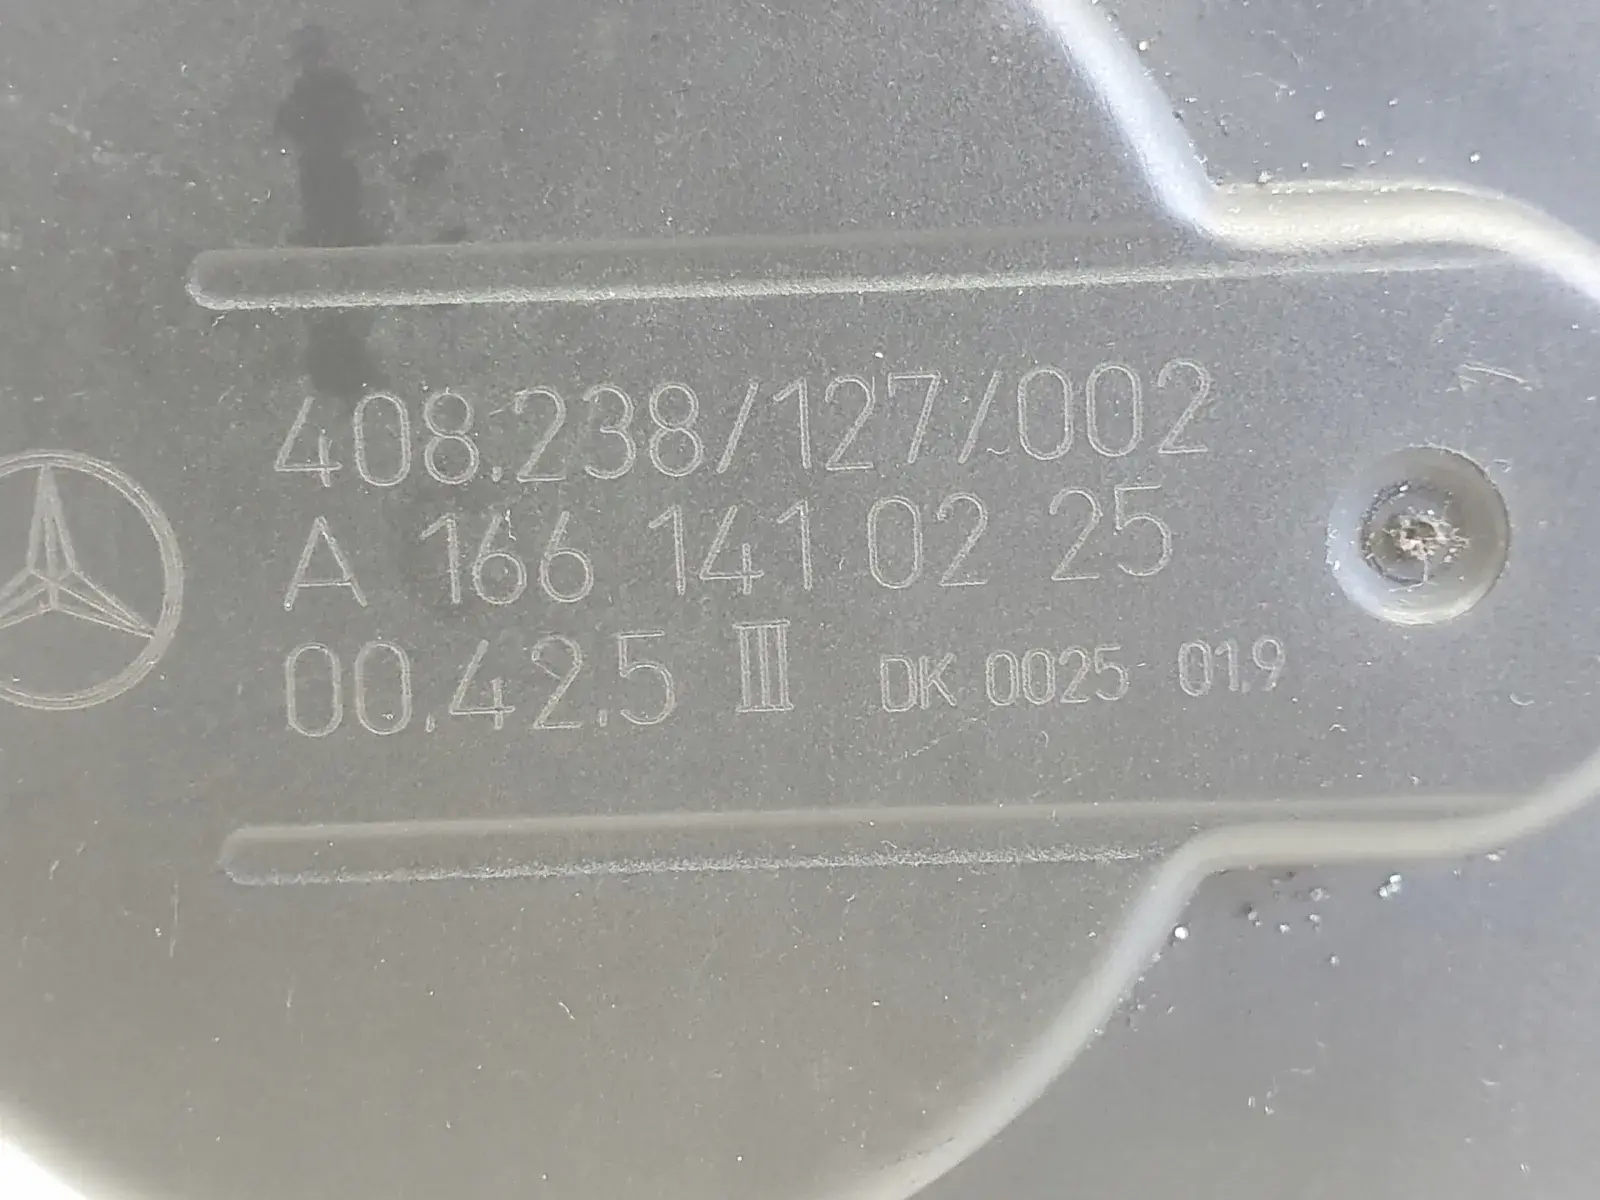 408.238/127/002
A 166 141 02 25
00.42.5 III DK 0025 01.9